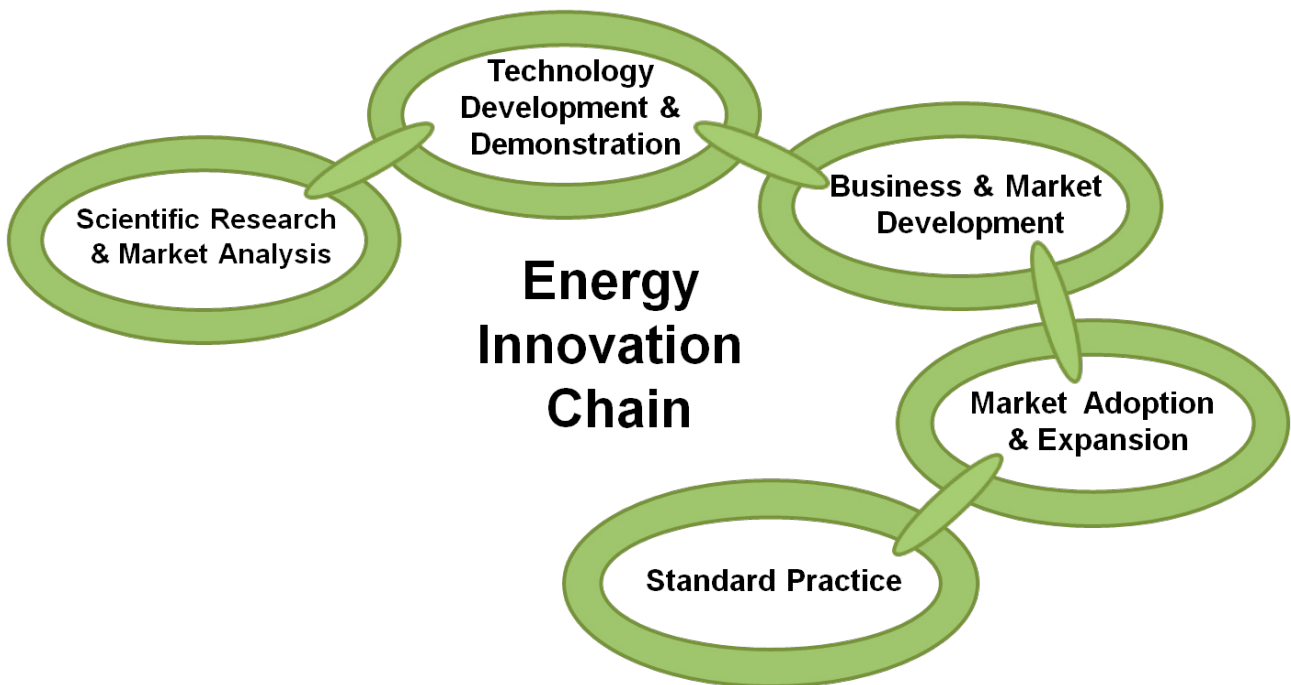 Technology
Development &
Demonstration
Scientific Research
& Market Analysis
Business & Market
Development
Energy
Innovation
Chain
Market Adoption
& Expansion
Standard Practice